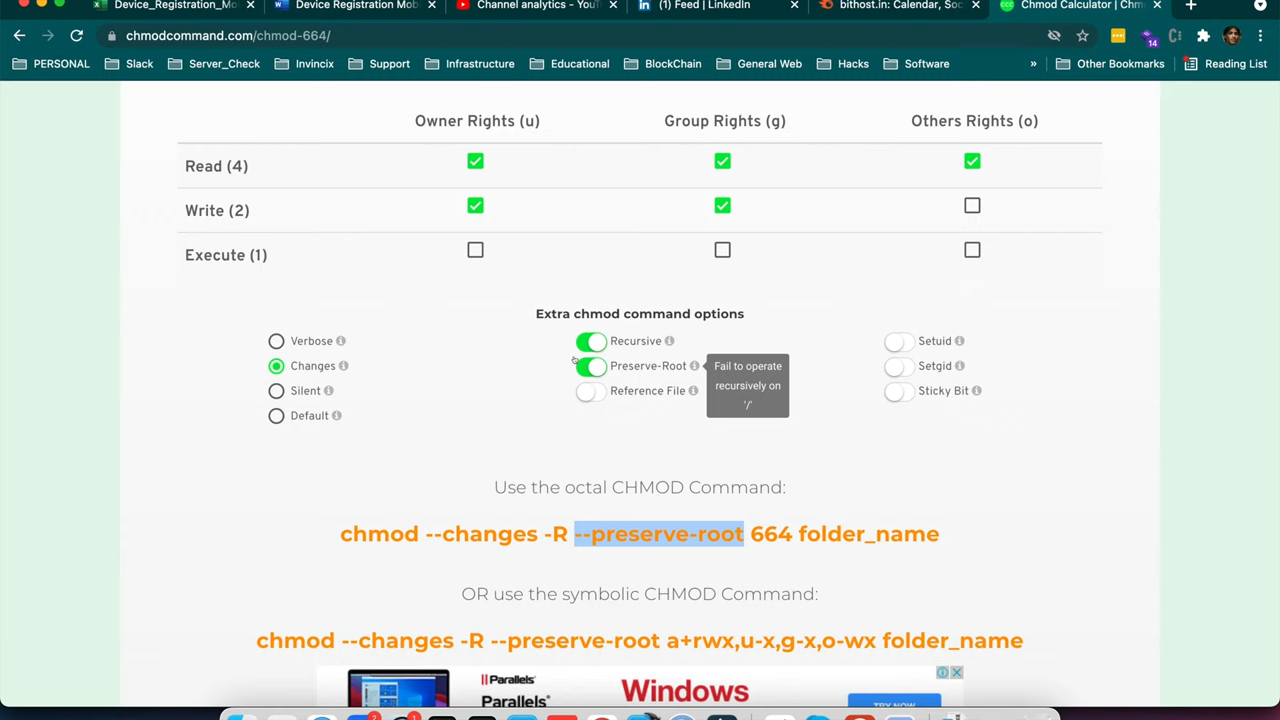 Device_Registration_Mo
Device Registration Mob
Channel analytics - YouT
(1) Feed | LinkedIn
bithost.in: Calendar, Soc
Chmod Calculator | Chm
chmodcommand.com/chmod-664/
14
PERSONAL
Slack
Server_Check
Invincix
Support
Infrastructure
Educational
BlockChain
General Web
Hacks
Software
»
Other Bookmarks
Reading List
Owner Rights (u)
Group Rights (g)
Others Rights (o)
Read (4)
Write (2)
Execute (1)
Extra chmod command options
Verbose
Changes
Silent
Default
Recursive
Preserve-Root
Reference File
Fail to operate
recursively on
'/'
Setuid
Setgid
Sticky Bit
Use the octal CHMOD Command:
chmod --changes -R --preserve-root 664 folder_name
OR use the symbolic CHMOD Command:
chmod --changes -R --preserve-root a+rwx,u-x,g-x,o-wx folder_name
Parallels
Parallels
Windows
TRY NOW